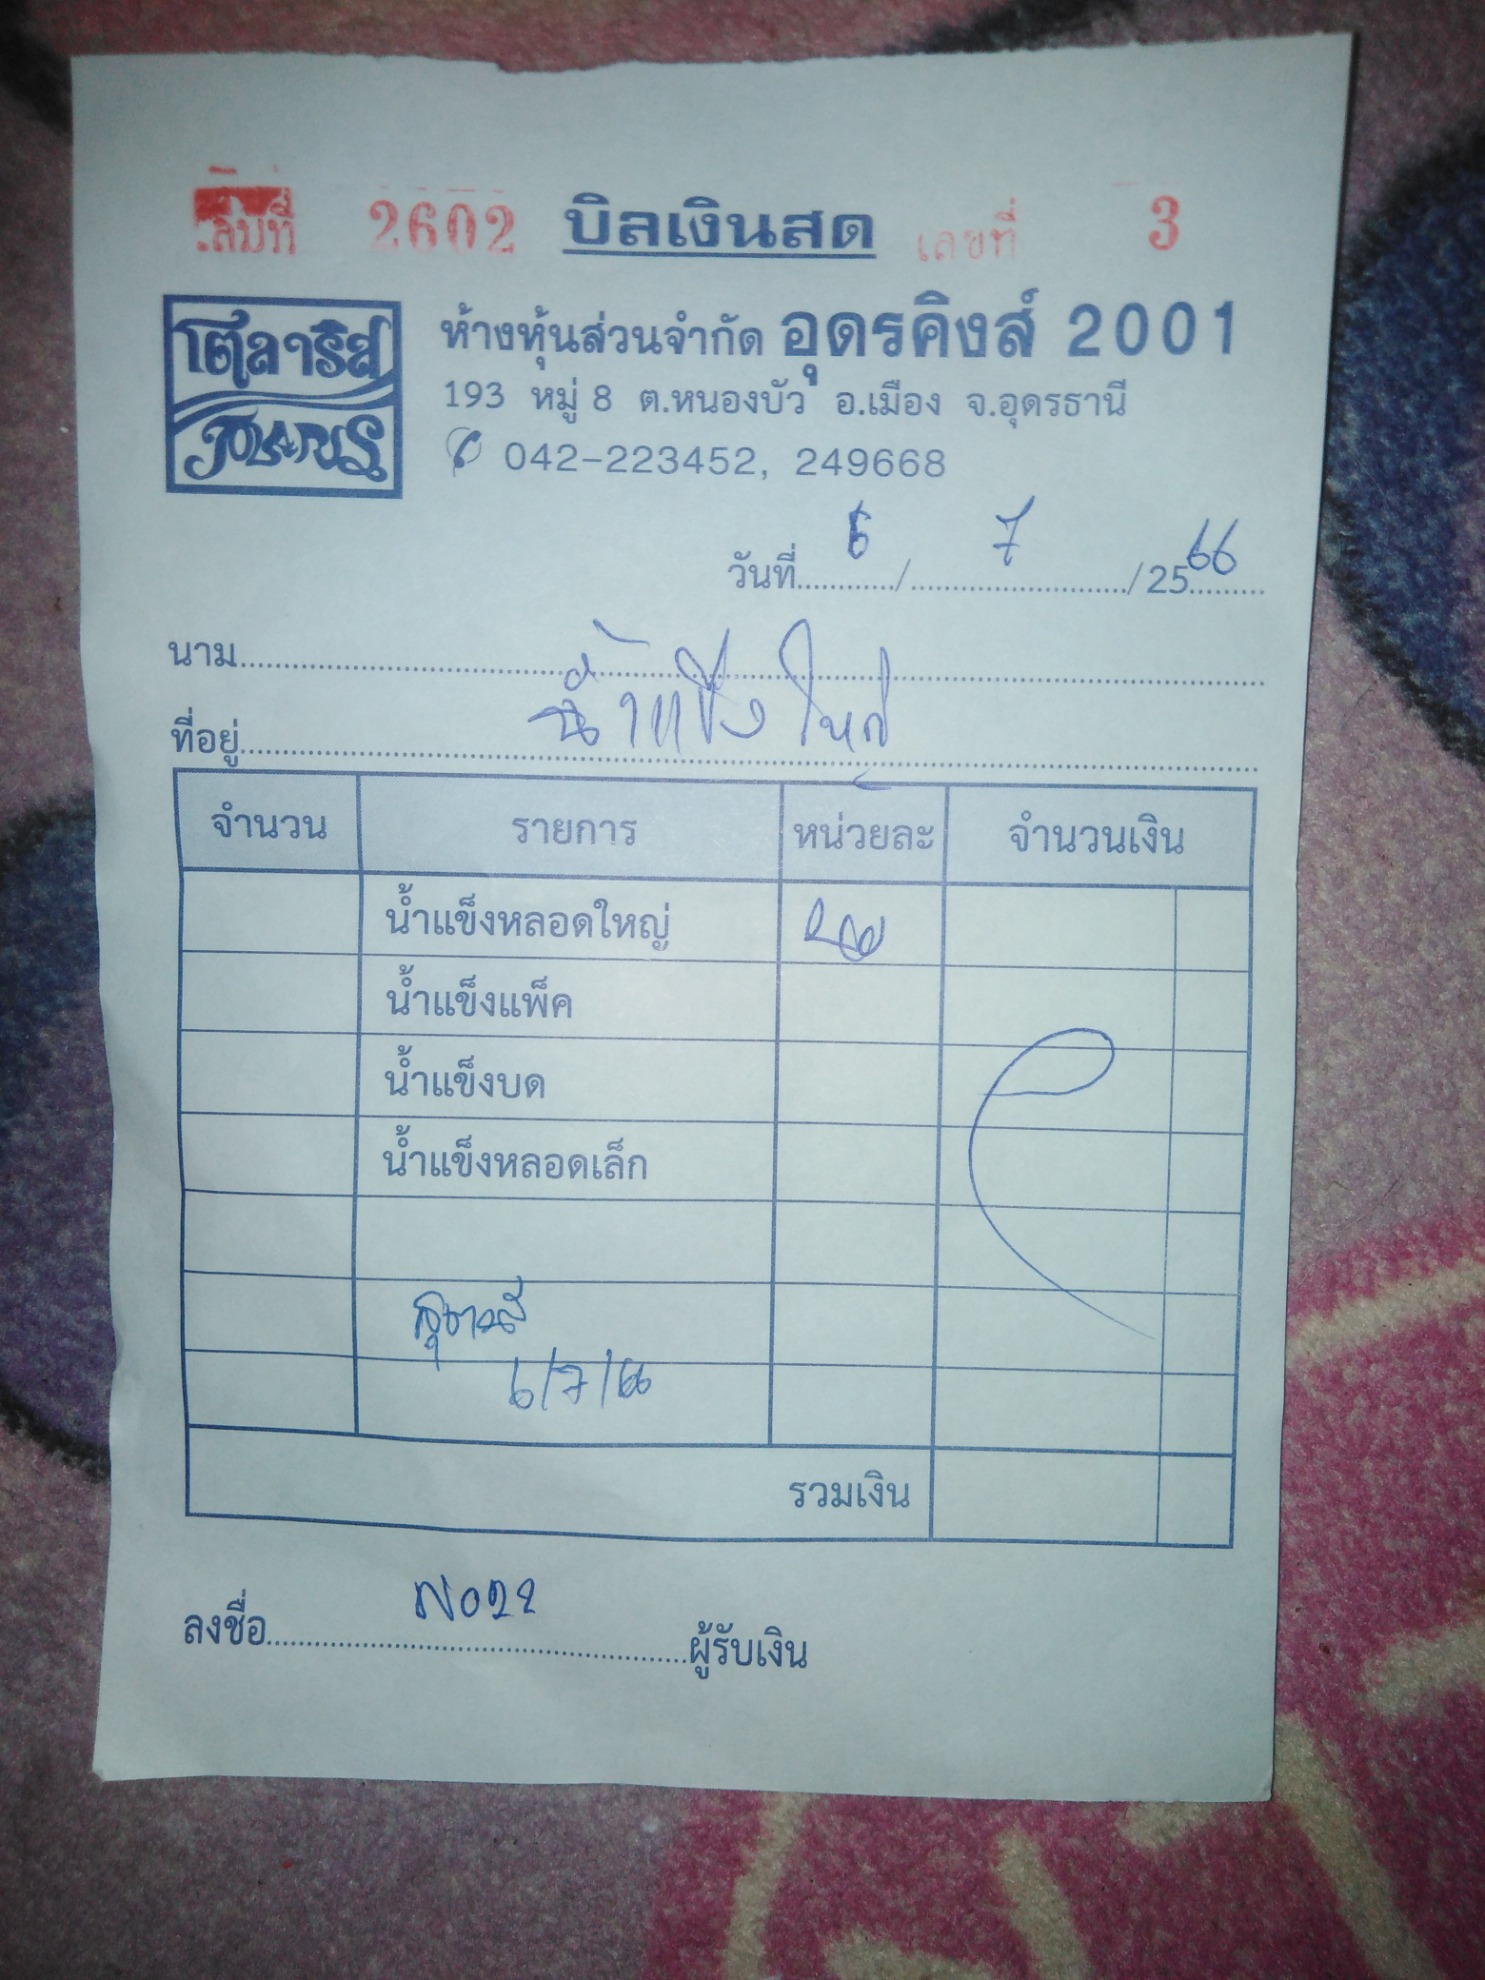 เล่มที่ 2602 บิลเงินสด เลขที่ 3
โตลาริส
ห้างหุ้นส่วนจำกัด อุดรคิงส์ 2001
193 หมู่ 8 ต.หนองบัว อ.เมือง จ.อุดรธานี
042-223452, 249668
วันที่ 6 / 7 / 2566
นาม
น้ำแข็งใหญ่
ที่อยู่
จำนวน รายการ หน่วยละ จำนวนเงิน
น้ำแข็งหลอดใหญ่
น้ำแข็งแพ็ค
น้ำแข็งบด
น้ำแข็งหลอดเล็ก
6/7/66
รวมเงิน
ลงชื่อ ผู้รับเงิน